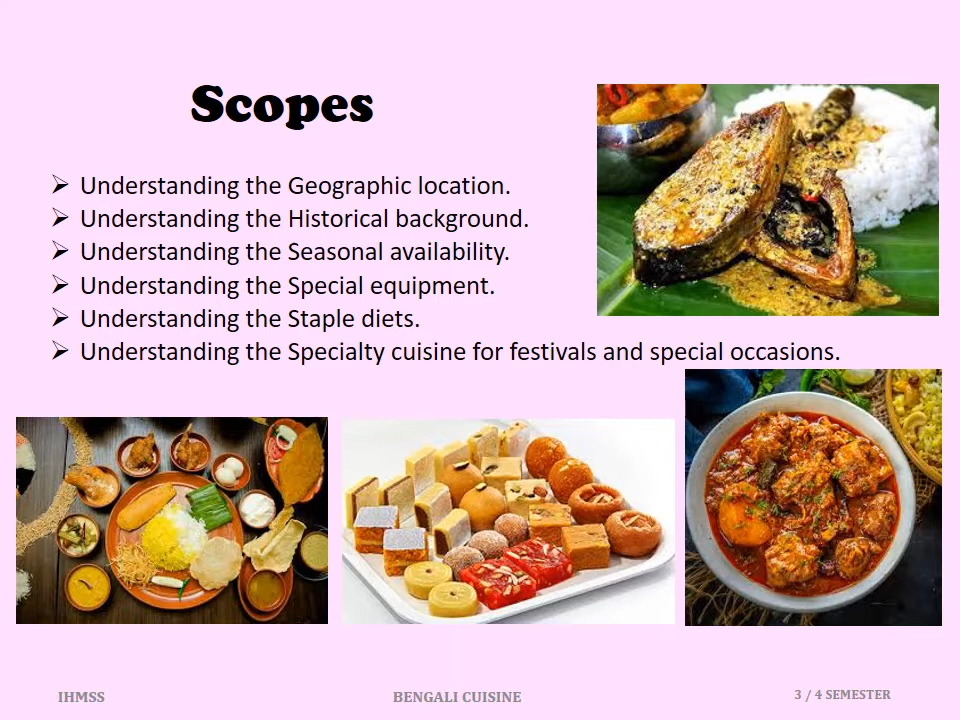 Scopes
⮚ Understanding the Geographic location.
⮚ Understanding the Historical background.
⮚ Understanding the Seasonal availability.
⮚ Understanding the Special equipment.
⮚ Understanding the Staple diets.
⮚ Understanding the Specialty cuisine for festivals and special occasions.
IHMSS
BENGALI CUISINE
3 / 4 SEMESTER